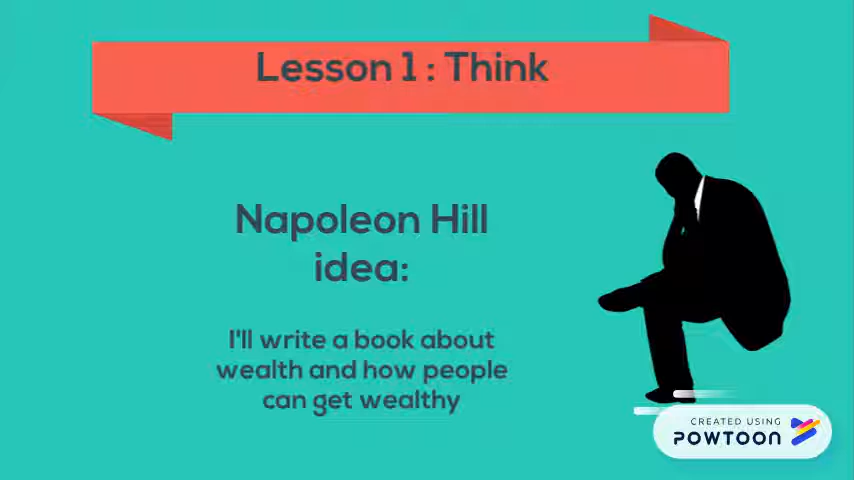 Lesson 1 : Think
Napoleon Hill
idea:
I'll write a book about
wealth and how people
can get wealthy
CREATED USING
POWTOON